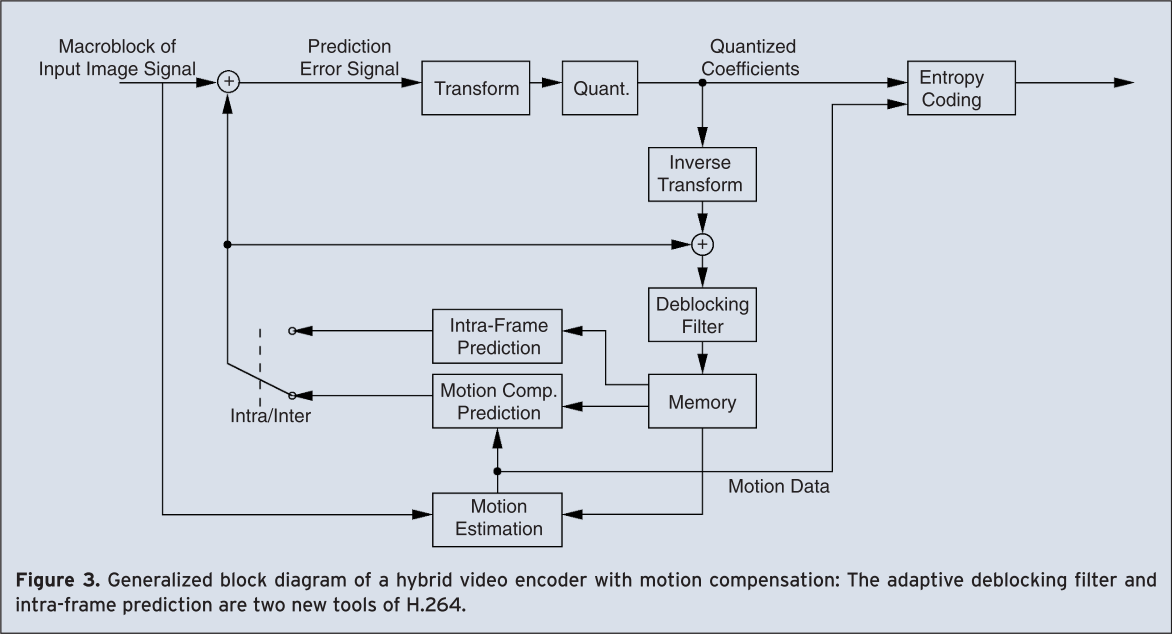 Macroblock of
Input Image Signal
Prediction
Error Signal
Quantized
Coefficients
+
Transform
Quant.
Entropy
Coding
Inverse
Transform
+
Deblocking
Filter
Intra-Frame
Prediction
Motion Comp.
Prediction
Memory
Intra/Inter
Motion Data
Motion
Estimation
Figure 3. Generalized block diagram of a hybrid video encoder with motion compensation: The adaptive deblocking filter and
intra-frame prediction are two new tools of H.264.